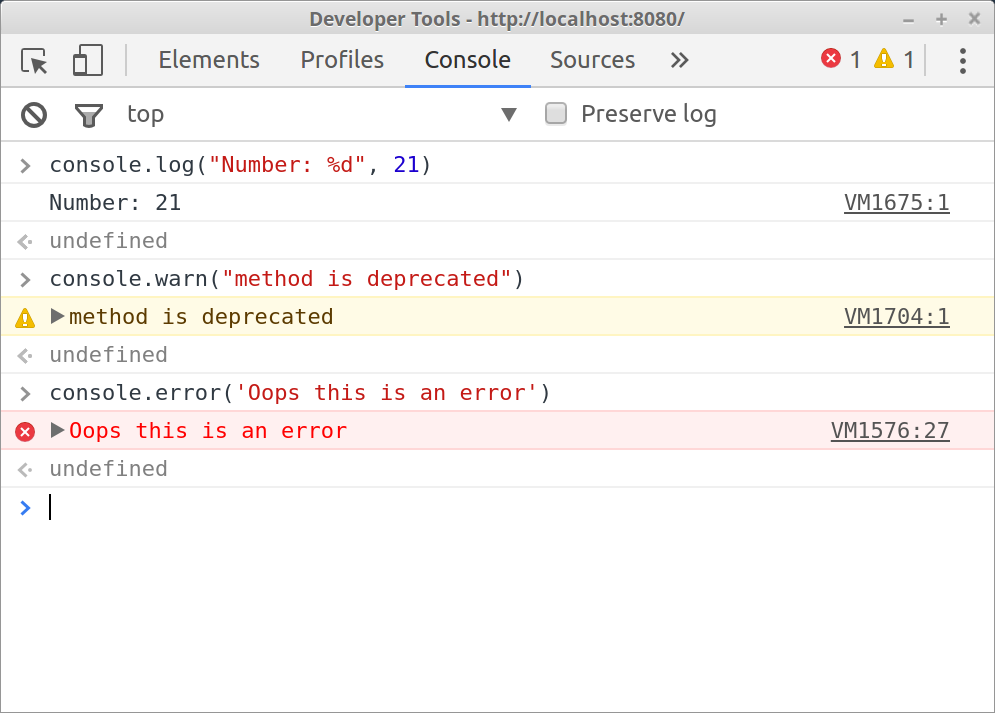 Developer Tools - http://localhost:8080/
Elements Profiles Console Sources » 1 1
top Preserve log
> console.log("Number: %d", 21)
Number: 21 VM1675:1
undefined
> console.warn("method is deprecated")
method is deprecated VM1704:1
undefined
> console.error('Oops this is an error')
Oops this is an error VM1576:27
undefined
>